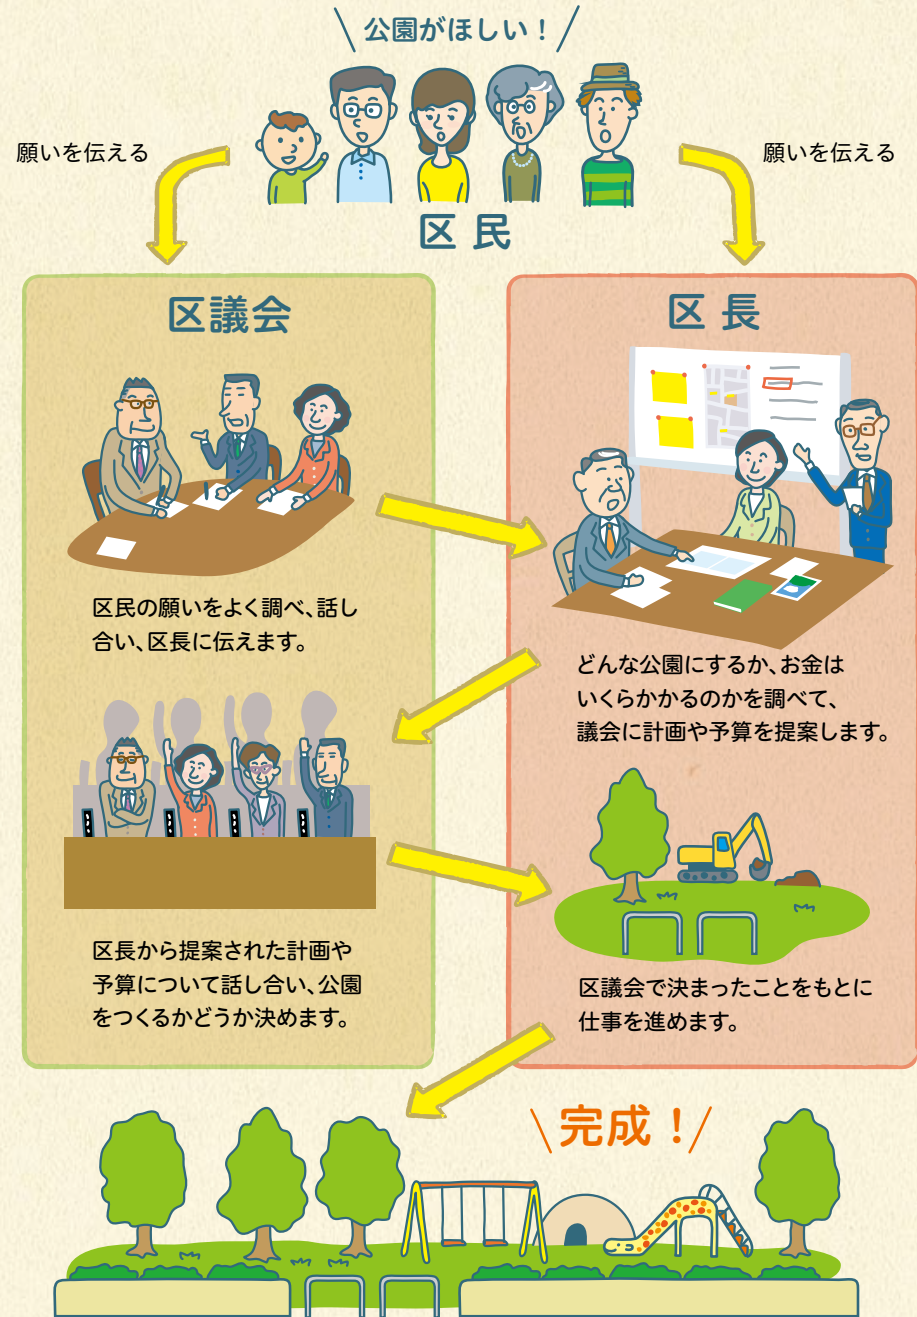 公園がほしい！
願いを伝える
願いを伝える
区民
区議会
区長
区民の願いをよく調べ、話し
合い、区長に伝えます。
どんな公園にするか、お金は
いくらかかるのかを調べて、
議会に計画や予算を提案します。
区長から提案された計画や
予算について話し合い、公園
をつくるかどうか決めます。
区議会で決まったことをもとに
仕事を進めます。
完成！